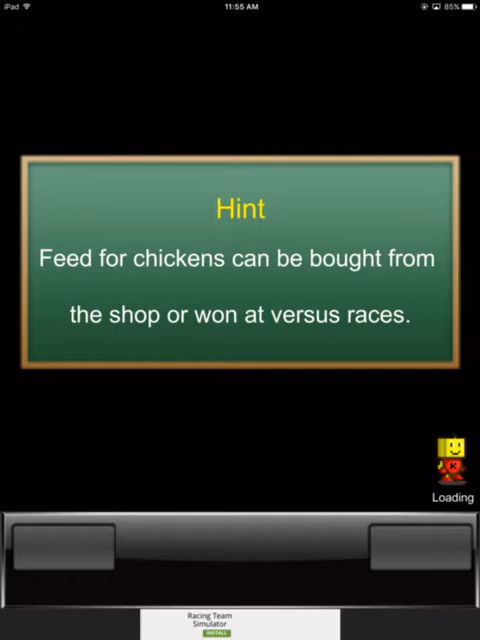 iPad 11:55 AM 85%
Hint
Feed for chickens can be bought from
the shop or won at versus races.
K
Loading
Racing Team
Simulator
INSTALL